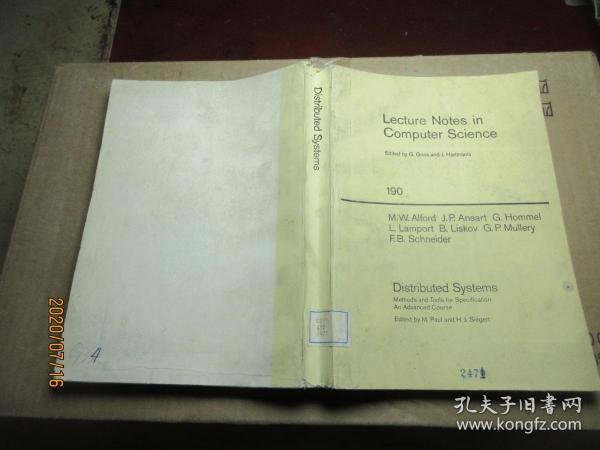 Distributed Systems
Lecture Notes in
Computer Science
Edited by G. Goos and J. Hartmanis
190
M.W. Alford J.P. Ansart G. Hommel
L. Lamport B. Liskov G.P. Mullery
F.B. Schneider
Distributed Systems
Methods and Tools for Specification
An Advanced Course
Edited by M. Paul and H.J. Siegert
2471
2020/07/16
孔夫子旧書网
www.kongfz.com